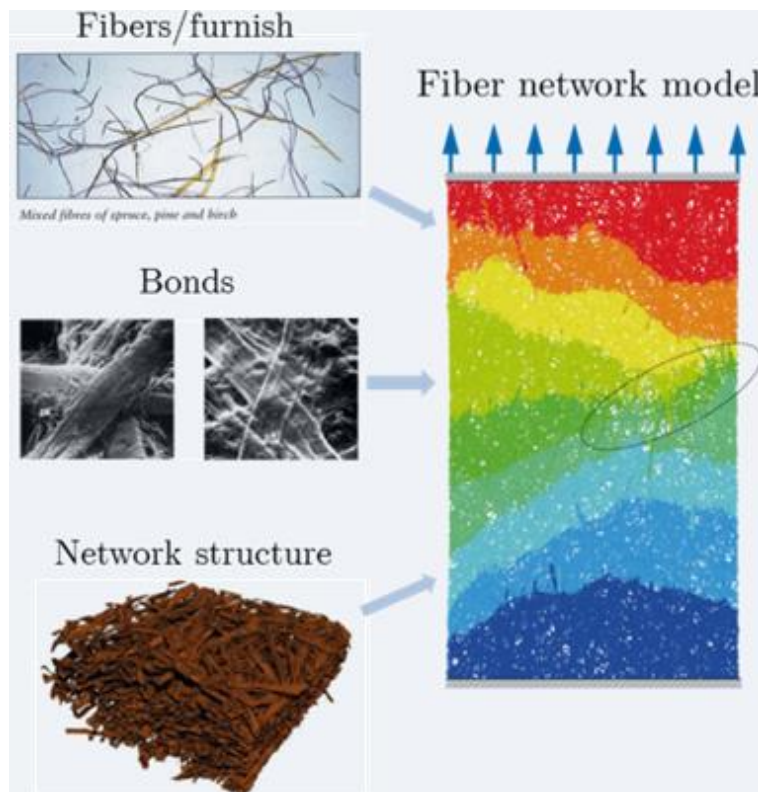 Fibers/furnish
Fiber network model
Mixed fibres of spruce, pine and birch
Bonds
Network structure